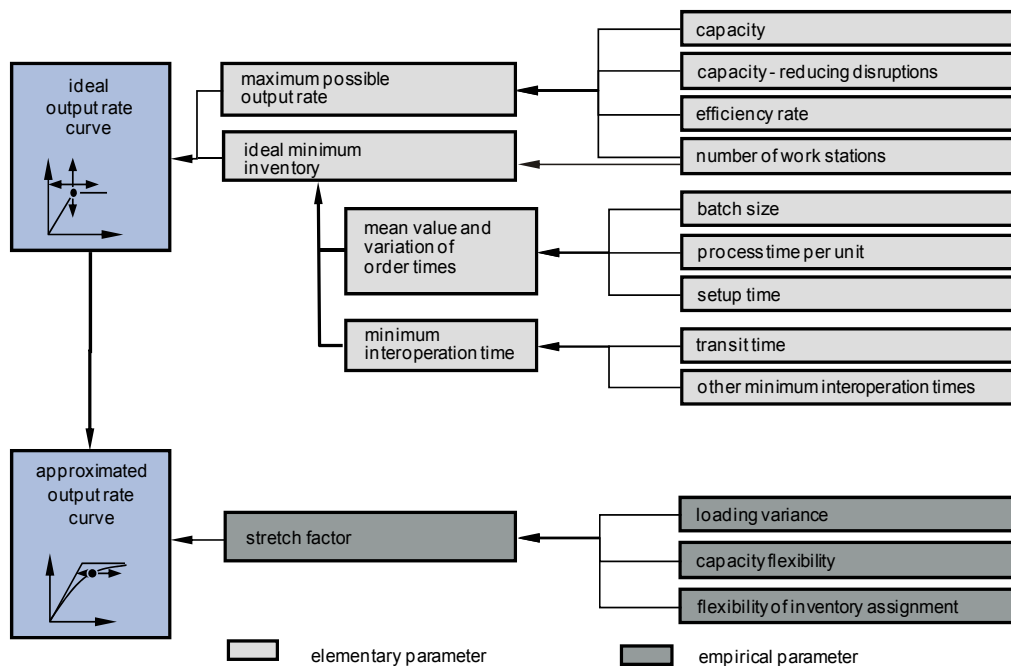 ideal
output rate
curve
maximum possible
output rate
ideal minimum
inventory
mean value and
variation of
order times
minimum
interoperation time
capacity
capacity - reducing disruptions
efficiency rate
number of work stations
batch size
process time per unit
setup time
transit time
other minimum interoperation times
approximated
output rate
curve
stretch factor
loading variance
capacity flexibility
flexibility of inventory assignment
elementary parameter
empirical parameter